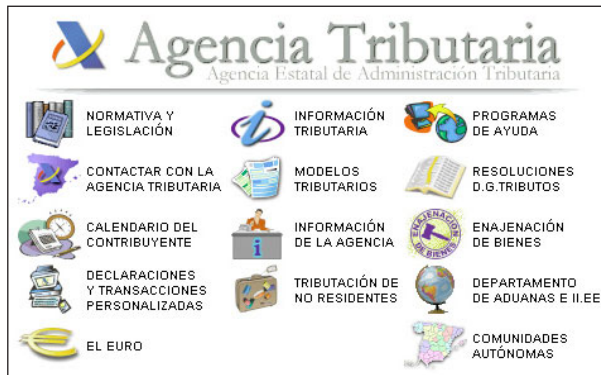 Agencia Tributaria
Agencia Estatal de Administración Tributaria
NORMATIVA Y
LEGISLACIÓN
INFORMACIÓN
TRIBUTARIA
PROGRAMAS
DE AYUDA
CONTACTAR CON LA
AGENCIA TRIBUTARIA
MODELOS
TRIBUTARIOS
RESOLUCIONES
D.G.TRIBUTOS
CALENDARIO DEL
CONTRIBUYENTE
INFORMACIÓN
DE LA AGENCIA
ENAJENACIÓN
DE BIENES
ENAJENACIÓN
DE BIENES
DECLARACIONES
Y TRANSACCIONES
PERSONALIZADAS
TRIBUTACIÓN DE
NO RESIDENTES
DEPARTAMENTO
DE ADUANAS E II.EE
EL EURO
COMUNIDADES
AUTÓNOMAS